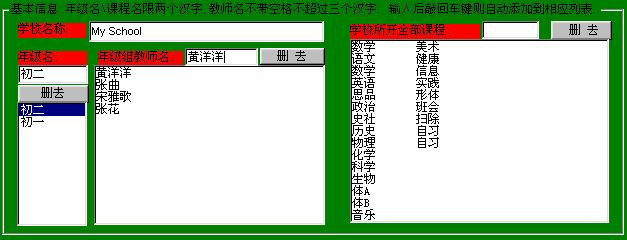 基本信息:年级名\课程名限两个汉字,教师名不带空格不超过三个汉字. 输入后敲回车键则自动添加到相应列表
学校名称:
My School
年级名:
初二
删去
初二
初一
年级组教师名:
黄洋洋
删 去
黄洋洋
张曲
宋雅歌
张花
学校所开全部课程:
删 去
数学 美术
语文 健康
数学 信息
英语 实践
思品 形体
政治 班会
史社 扫除
历史 自习
物理 自习
化学
科学
生物
体A
体B
音乐